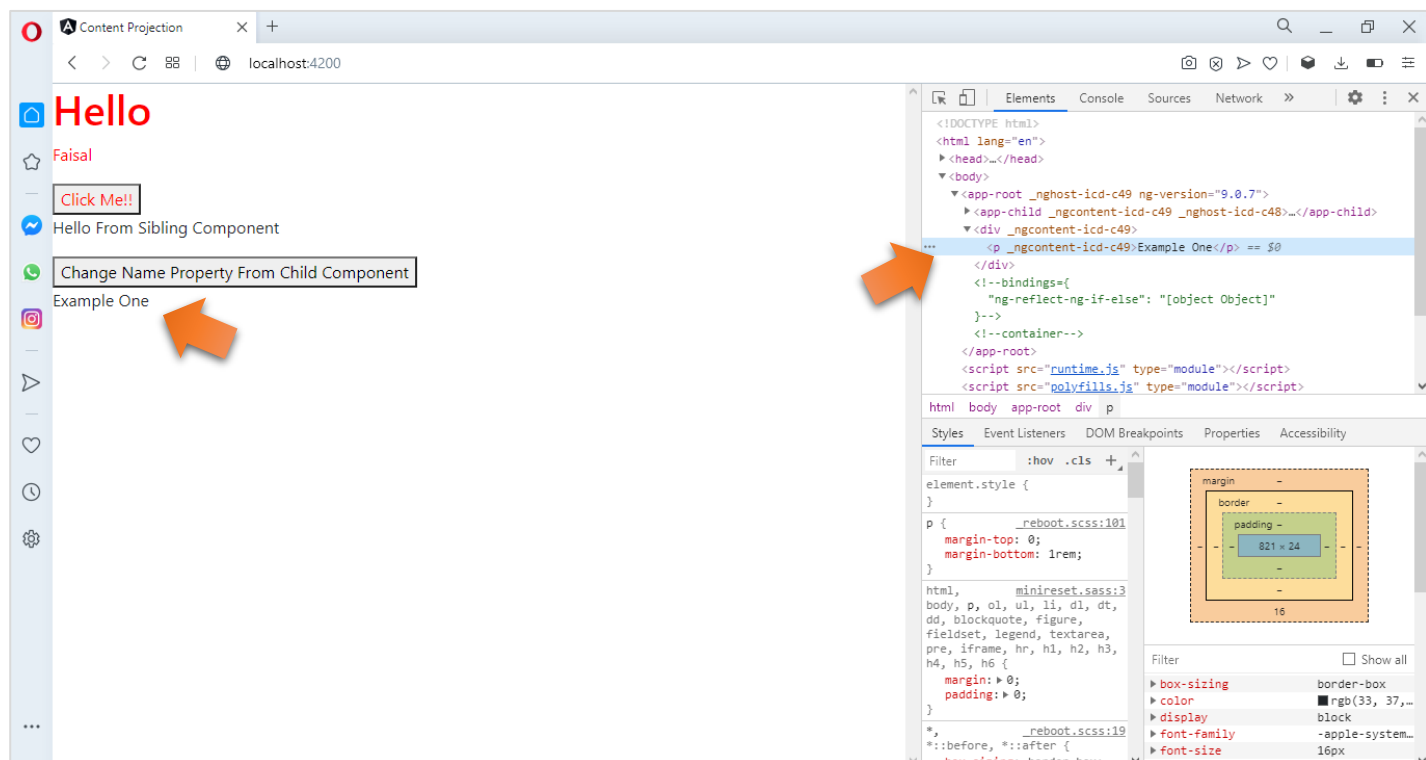 Content Projection
localhost:4200
Hello
Faisal
Click Me!!
Hello From Sibling Component
Change Name Property From Child Component
Example One
Elements Console Sources Network »
<!DOCTYPE html>
<html lang="en">
<head>…</head>
<body>
<app-root _nghost-icd-c49 ng-version="9.0.7">
<app-child _ngcontent-icd-c49 _nghost-icd-c48>…</app-child>
<div _ngcontent-icd-c49>
<p _ngcontent-icd-c49>Example One</p> == $0
</div>
<!--bindings={
"ng-reflect-ng-if-else": "[object Object]"
}-->
<!--container-->
</app-root>
<script src="runtime.js" type="module"></script>
<script src="polyfills.js" type="module"></script>
html body app-root div p
Styles Event Listeners DOM Breakpoints Properties Accessibility
Filter :hov .cls +
element.style {
}
p { _reboot.scss:101
margin-top: 0;
margin-bottom: 1rem;
}
html, minireset.sass:3
body, p, ol, ul, li, dl, dt,
dd, blockquote, figure,
fieldset, legend, textarea,
pre, iframe, hr, h1, h2, h3,
h4, h5, h6 {
margin: 0;
padding: 0;
}
*, _reboot.scss:19
*::before, *::after {
box-sizing: border-box;
margin –
border –
padding –
– – – 821 × 24 – – –
–
–
16
Filter Show all
box-sizing border-box
color rgb(33, 37,…
display block
font-family -apple-system…
font-size 16px